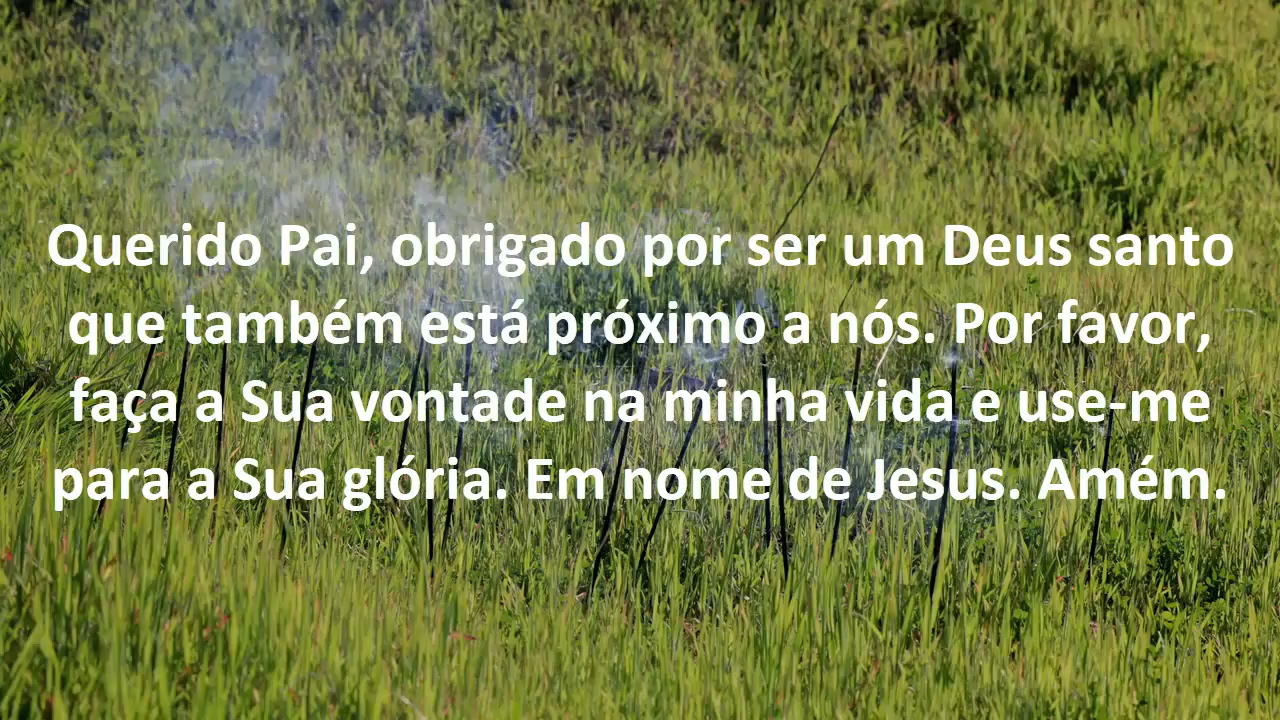 Querido Pai, obrigado por ser um Deus santo
que também está próximo a nós. Por favor,
faça a Sua vontade na minha vida e use-me
para a Sua glória. Em nome de Jesus. Amém.